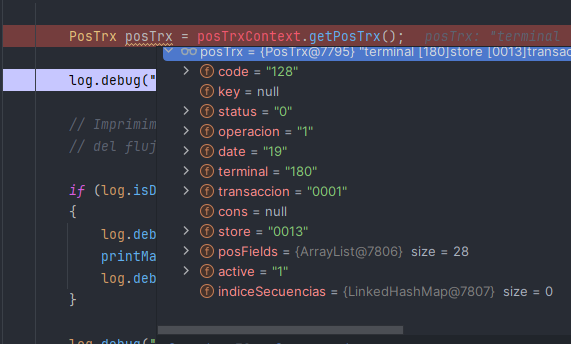 PosTrx posTrx = posTrxContext.getPosTrx();   posTrx: "terminal
posTrx = {PosTrx@7795} "terminal [180]store [0013]transac
log.debug("
code = "128"
key = null
status = "0"
// Imprimim
operacion = "1"
// del fluj
date = "19"
terminal = "180"
if (log.isD
transaccion = "0001"
{
cons = null
log.deb
store = "0013"
printMa
posFields = {ArrayList@7806}  size = 28
log.deb
active = "1"
}
indiceSecuencias = {LinkedHashMap@7807}  size = 0
log.debug("